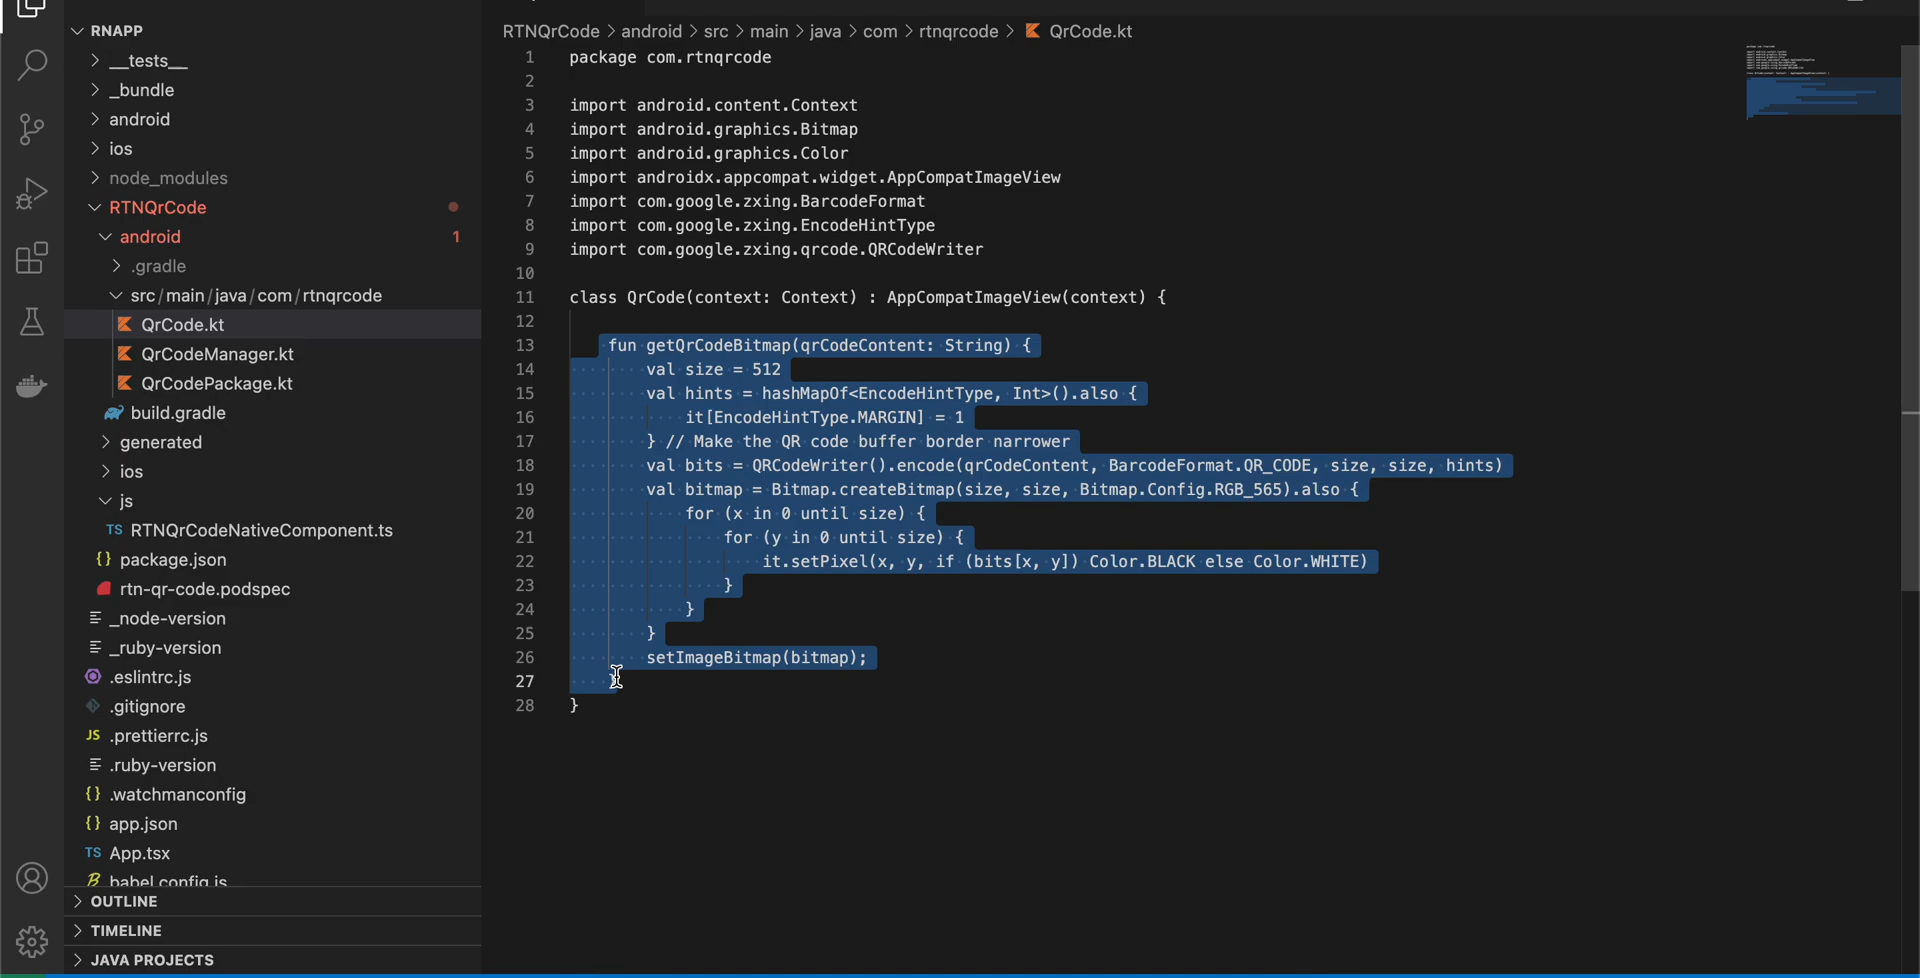 RNAPP
__tests__
_bundle
android
ios
node_modules
RTNQrCode
android 1
.gradle
src/main/java/com/rtnqrcode
QrCode.kt
QrCodeManager.kt
QrCodePackage.kt
build.gradle
generated
ios
js
TS RTNQrCodeNativeComponent.ts
{} package.json
rtn-qr-code.podspec
_node-version
_ruby-version
.eslintrc.js
.gitignore
JS .prettierrc.js
.ruby-version
{} .watchmanconfig
{} app.json
TS App.tsx
babel.config.js
OUTLINE
TIMELINE
JAVA PROJECTS
RTNQrCode > android > src > main > java > com > rtnqrcode > QrCode.kt
1 package com.rtnqrcode
2
3 import android.content.Context
4 import android.graphics.Bitmap
5 import android.graphics.Color
6 import androidx.appcompat.widget.AppCompatImageView
7 import com.google.zxing.BarcodeFormat
8 import com.google.zxing.EncodeHintType
9 import com.google.zxing.qrcode.QRCodeWriter
10
11 class QrCode(context: Context) : AppCompatImageView(context) {
12
13 fun getQrCodeBitmap(qrCodeContent: String) {
14 val size = 512
15 val hints = hashMapOf<EncodeHintType, Int>().also {
16 it[EncodeHintType.MARGIN] = 1
17 } // Make the QR code buffer border narrower
18 val bits = QRCodeWriter().encode(qrCodeContent, BarcodeFormat.QR_CODE, size, size, hints)
19 val bitmap = Bitmap.createBitmap(size, size, Bitmap.Config.RGB_565).also {
20 for (x in 0 until size) {
21 for (y in 0 until size) {
22 it.setPixel(x, y, if (bits[x, y]) Color.BLACK else Color.WHITE)
23 }
24 }
25 }
26 setImageBitmap(bitmap);
27 }
28 }